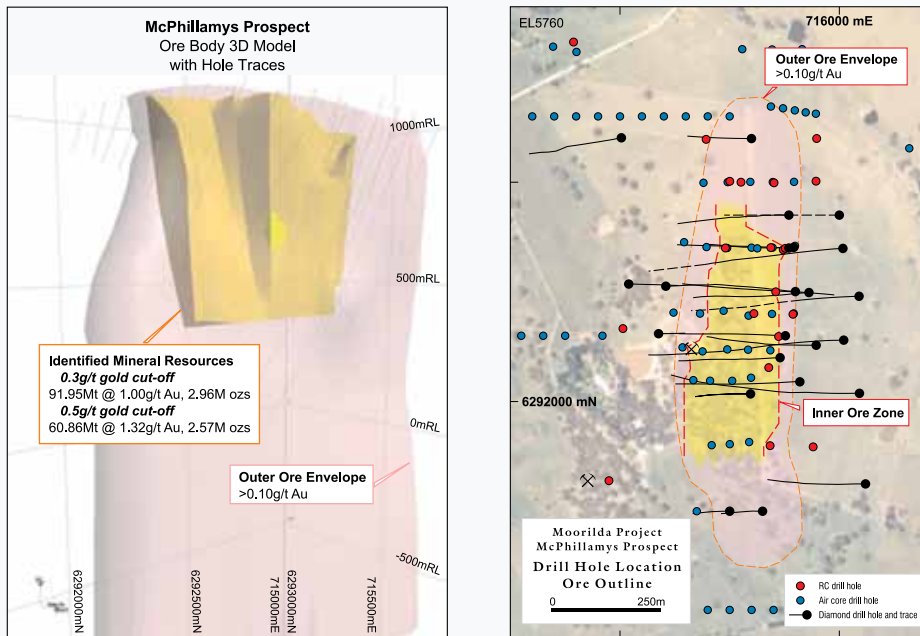 McPhillamys Prospect
Ore Body 3D Model
with Hole Traces
1000mRL
500mRL
Identified Mineral Resources
0.3g/t gold cut-off
91.95Mt @ 1.00g/t Au, 2.96M ozs
0.5g/t gold cut-off
60.86Mt @ 1.32g/t Au, 2.57M ozs
0mRL
Outer Ore Envelope
>0.10g/t Au
-500mRL
6292000mN
6292500mN
715000mE
6293000mN
715500mE
EL5760
716000 mE
Outer Ore Envelope
>0.10g/t Au
6292000 mN
Inner Ore Zone
Moorilda Project
McPhillamys Prospect
Drill Hole Location
Ore Outline
0
250m
RC drill hole
Air core drill hole
Diamond drill hole and trace